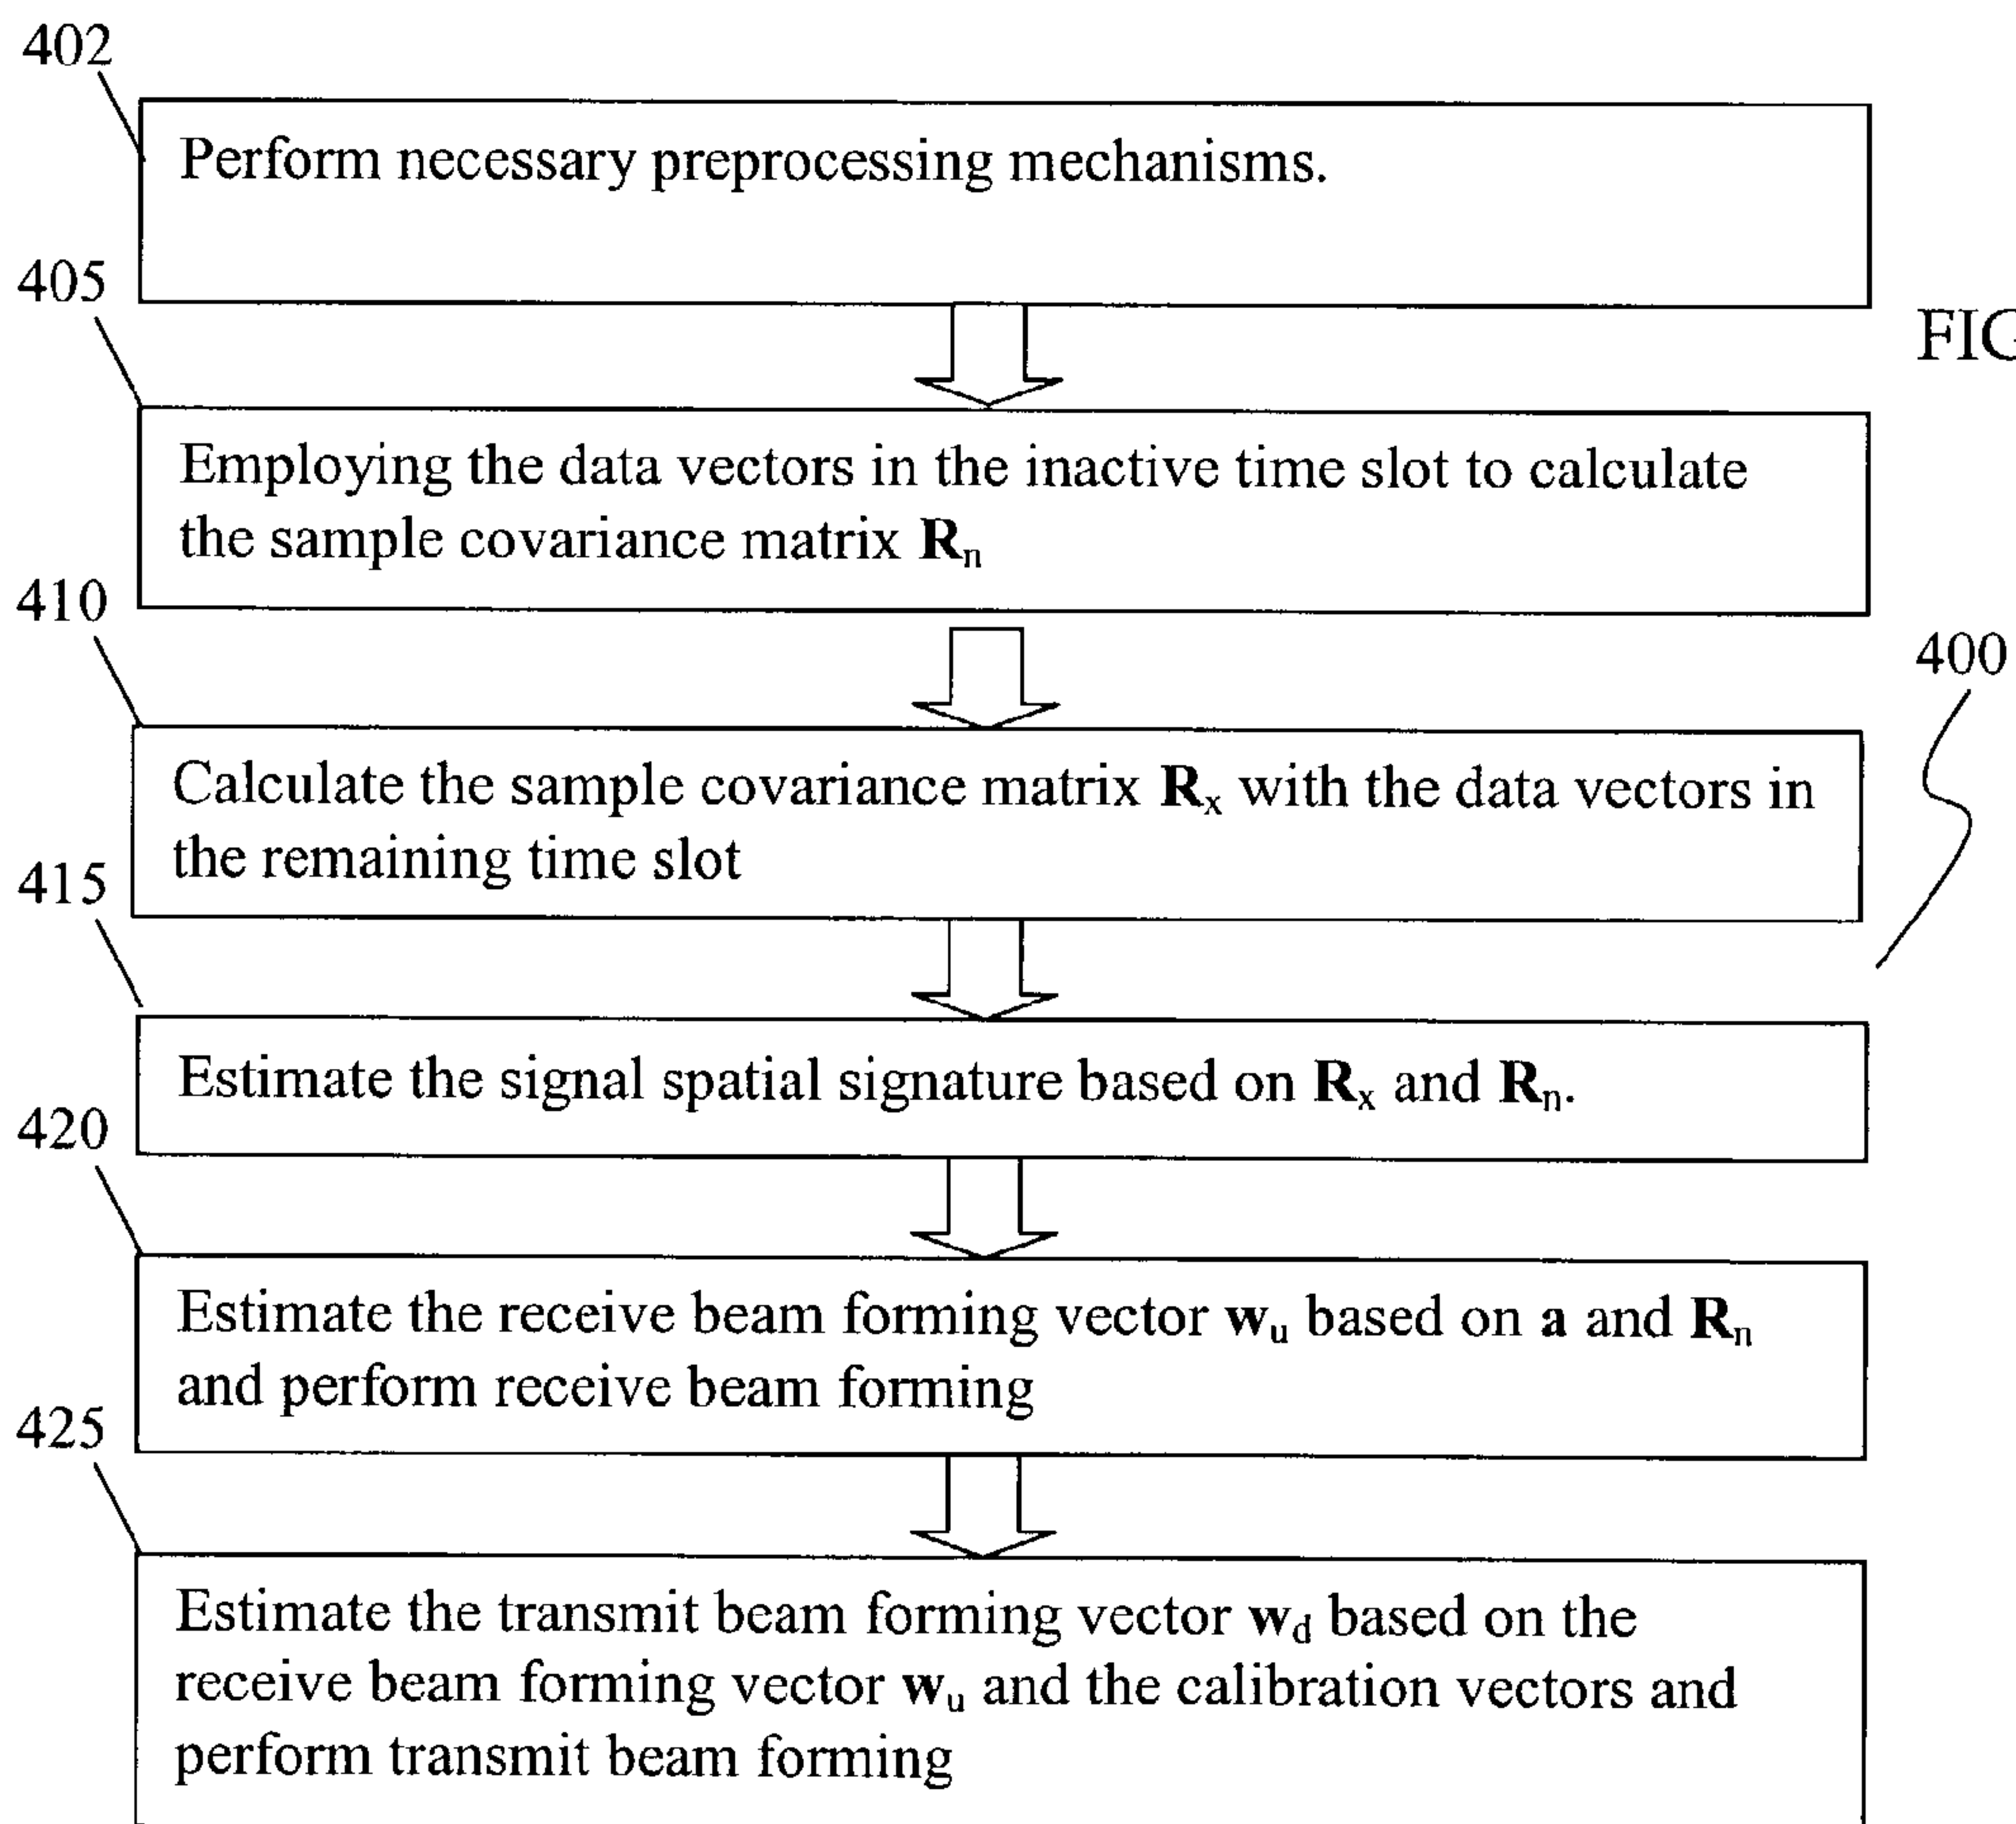 402
Perform necessary preprocessing mechanisms.
405
FIG
Employing the data vectors in the inactive time slot to calculate
the sample covariance matrix Rn
410
400
Calculate the sample covariance matrix Rx with the data vectors in
the remaining time slot
415
Estimate the signal spatial signature based on Rx and Rn.
420
Estimate the receive beam forming vector wu based on a and Rn
and perform receive beam forming
425
Estimate the transmit beam forming vector wd based on the
receive beam forming vector wu and the calibration vectors and
perform transmit beam forming